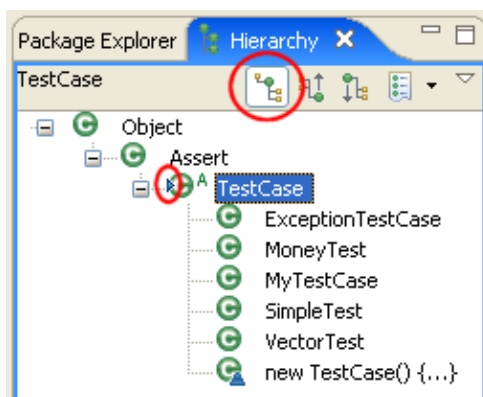 Package Explorer Hierarchy
TestCase
Object
Assert
A TestCase
ExceptionTestCase
MoneyTest
MyTestCase
SimpleTest
VectorTest
new TestCase() {...}